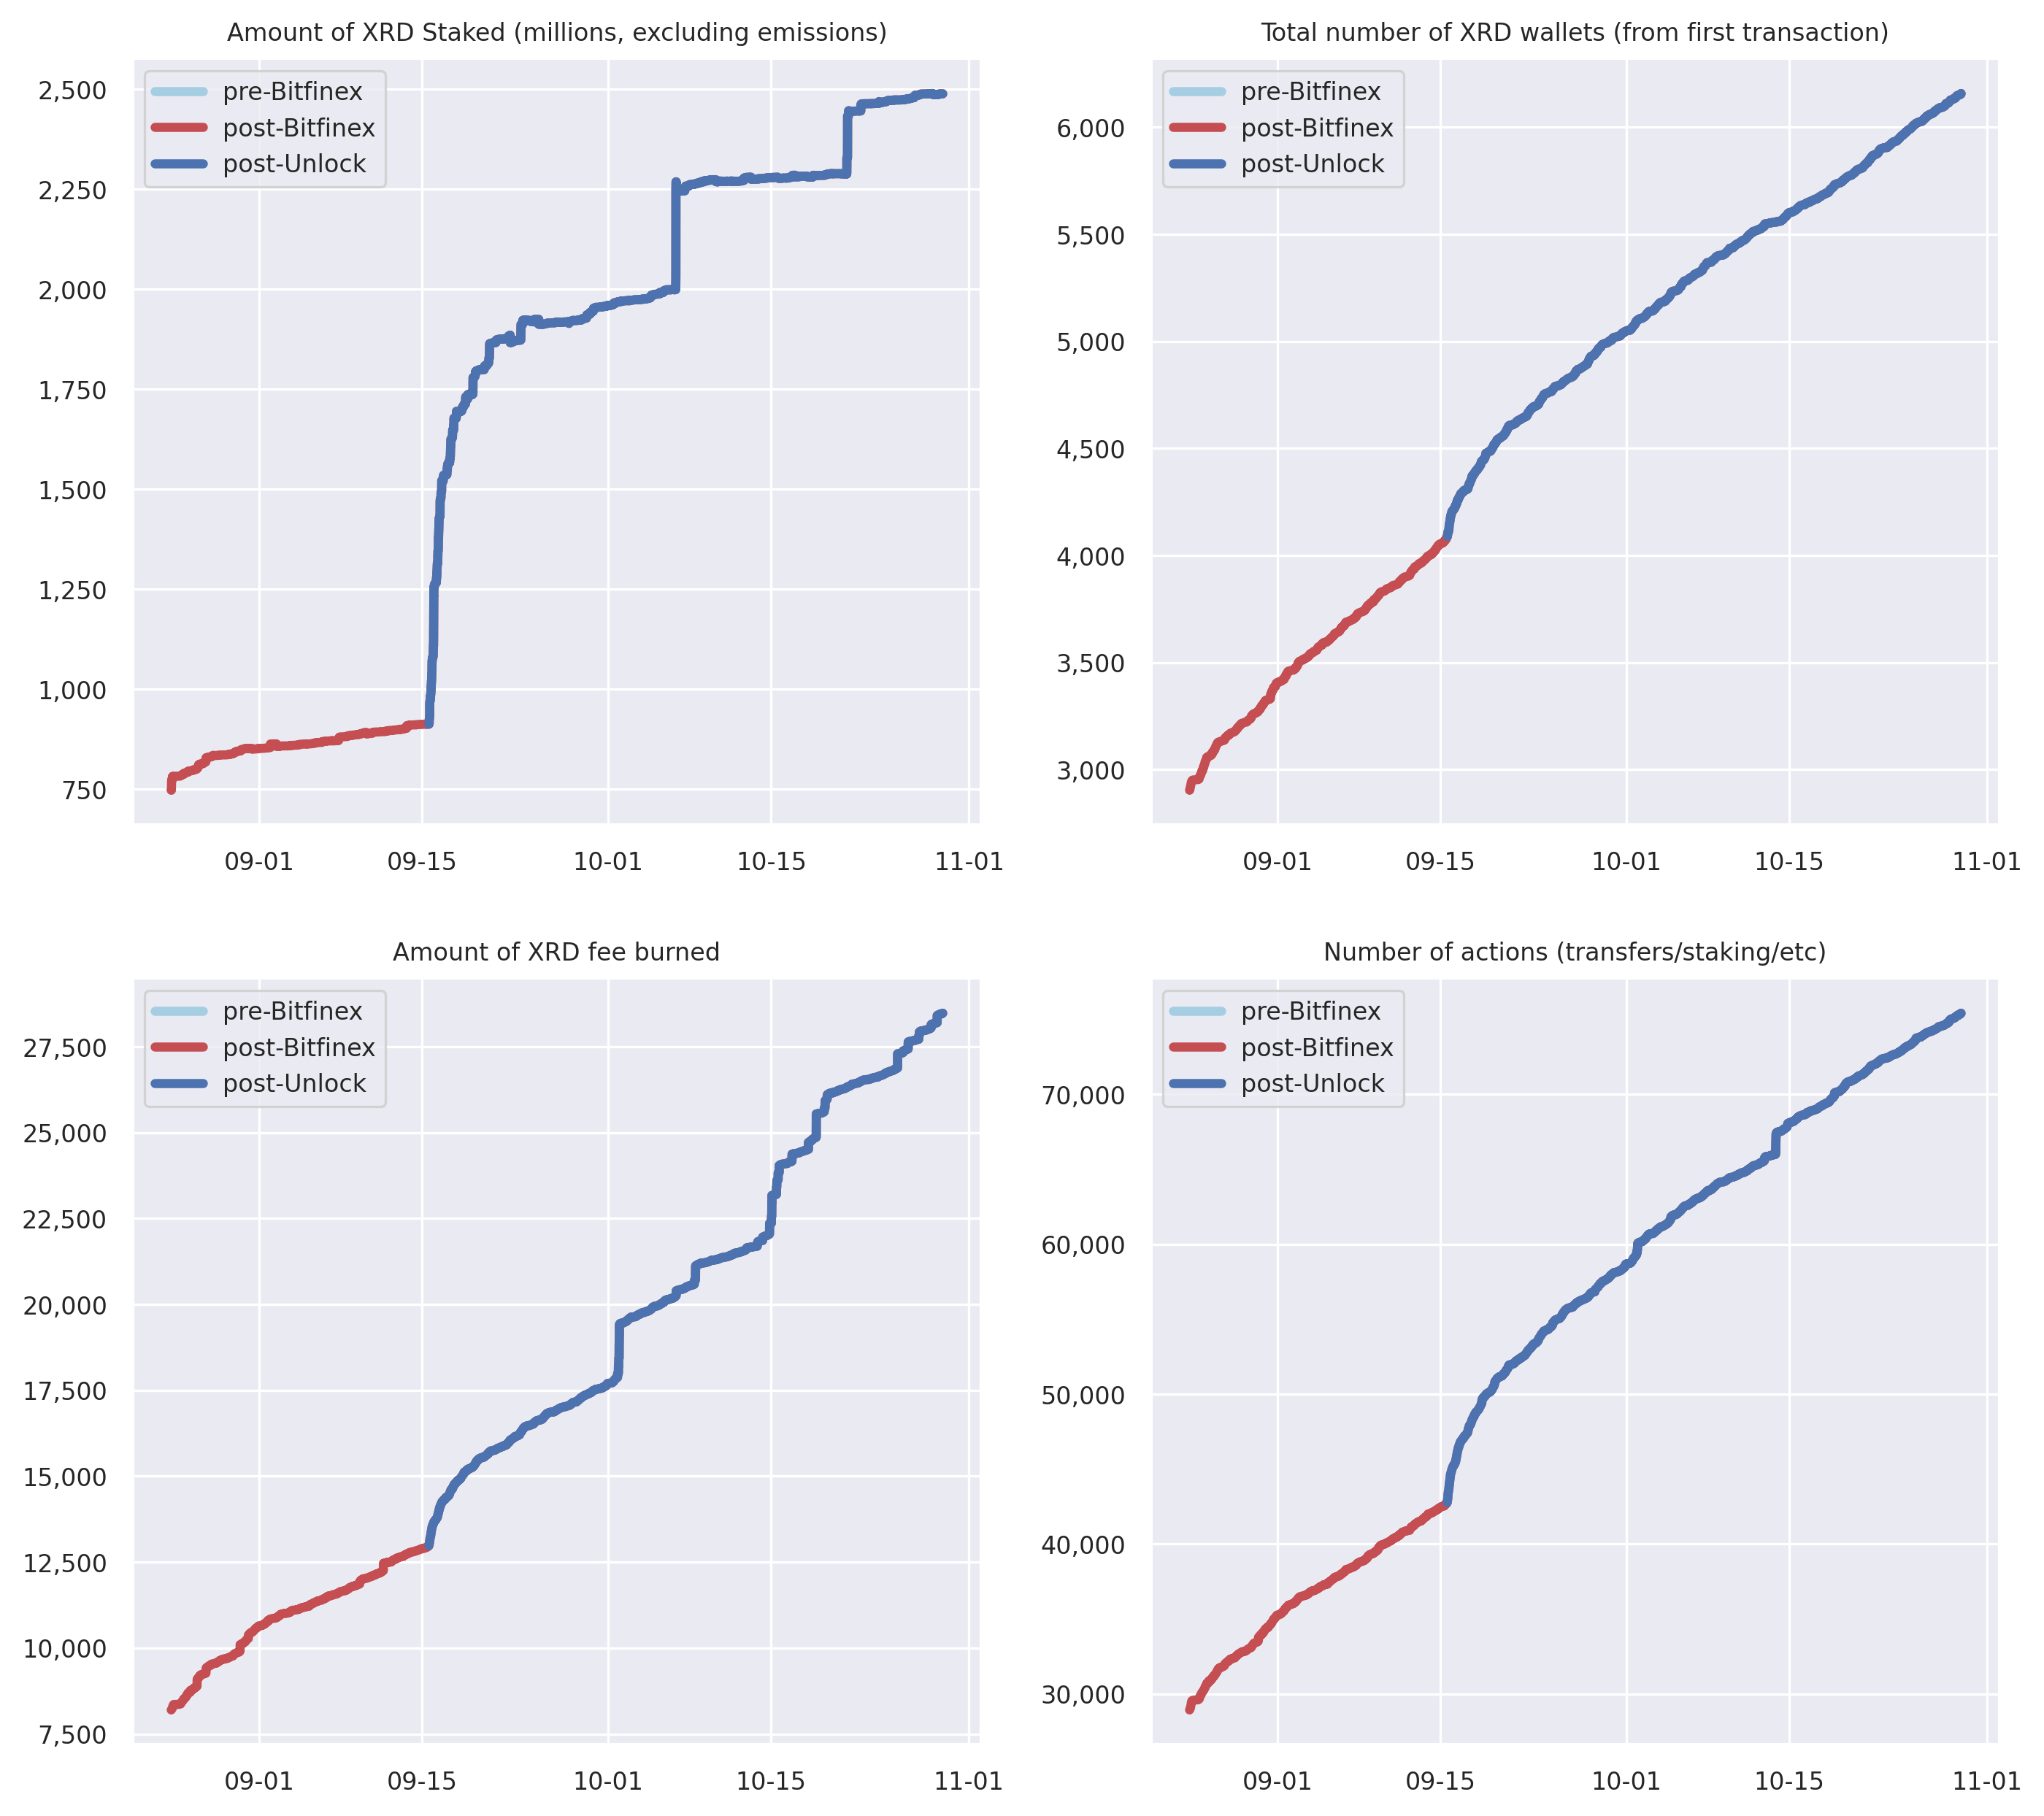 Amount of XRD Staked (millions, excluding emissions)
pre-Bitfinex
post-Bitfinex
post-Unlock
2,500
2,250
2,000
1,750
1,500
1,250
1,000
750
09-01 09-15 10-01 10-15 11-01
Total number of XRD wallets (from first transaction)
pre-Bitfinex
post-Bitfinex
post-Unlock
6,000
5,500
5,000
4,500
4,000
3,500
3,000
09-01 09-15 10-01 10-15 11-01
Amount of XRD fee burned
pre-Bitfinex
post-Bitfinex
post-Unlock
27,500
25,000
22,500
20,000
17,500
15,000
12,500
10,000
7,500
09-01 09-15 10-01 10-15 11-01
Number of actions (transfers/staking/etc)
pre-Bitfinex
post-Bitfinex
post-Unlock
70,000
60,000
50,000
40,000
30,000
09-01 09-15 10-01 10-15 11-01